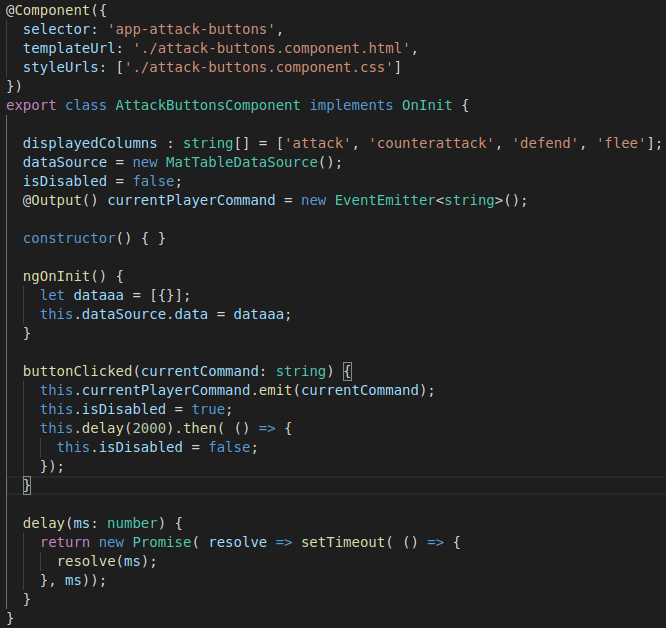 @Component({
  selector: 'app-attack-buttons',
  templateUrl: './attack-buttons.component.html',
  styleUrls: ['./attack-buttons.component.css']
})
export class AttackButtonsComponent implements OnInit {

  displayedColumns : string[] = ['attack', 'counterattack', 'defend', 'flee'];
  dataSource = new MatTableDataSource();
  isDisabled = false;
  @Output() currentPlayerCommand = new EventEmitter<string>();

  constructor() { }

  ngOnInit() {
    let dataaa = [{}];
    this.dataSource.data = dataaa;
  }

  buttonClicked(currentCommand: string) {
    this.currentPlayerCommand.emit(currentCommand);
    this.isDisabled = true;
    this.delay(2000).then( () => {
      this.isDisabled = false;
    });
  }

  delay(ms: number) {
    return new Promise( resolve => setTimeout( () => {
      resolve(ms);
    }, ms));
  }
}